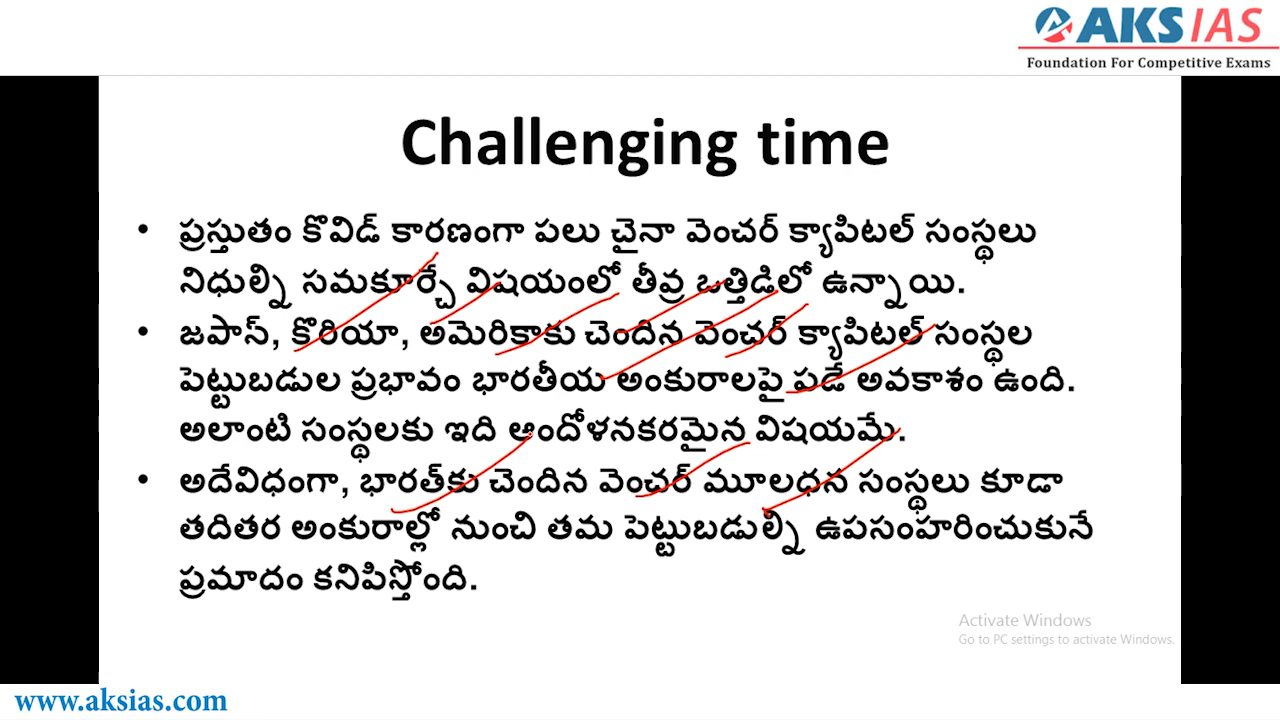 AKS IAS
Foundation For Competitive Exams
Challenging time
• ప్రస్తుతం కొవిడ్ కారణంగా పలు చైనా వెంచర్ క్యాపిటల్ సంస్థలు
నిధుల్ని సమకూర్చే విషయంలో తీవ్ర ఒత్తిడిలో ఉన్నాయి.
• జపాస్, కొరియా, అమెరికాకు చెందిన వెంచర్ క్యాపిటల్ సంస్థల
పెట్టుబడుల ప్రభావం భారతీయ అంకురాలపై పడే అవకాశం ఉంది.
అలాంటి సంస్థలకు ఇది ఆందోళనకరమైన విషయమే.
• అదేవిధంగా, భారత్‌కు చెందిన వెంచర్ మూలధన సంస్థలు కూడా
తదితర అంకురాల్లో నుంచి తమ పెట్టుబడుల్ని ఉపసంహరించుకునే
ప్రమాదం కనిపిస్తోంది.
Activate Windows
Go to PC settings to activate Windows.
www.aksias.com